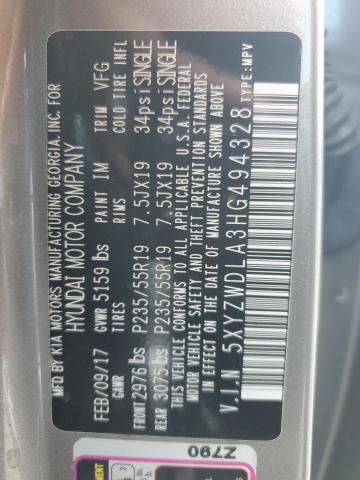 MFD BY KIA MOTORS MANUFACTURING GEORGIA, INC. FOR
HYUNDAI MOTOR COMPANY
FEB/09/17 GVWR 5159 lbs PAINT IM TRIM VFG
GAWR TIRES RIMS COLD TIRE INFL
FRONT 2976 lbs P235/55R19 7.5JX19 34psi SINGLE
REAR 3075 lbs P235/55R19 7.5JX19 34psi SINGLE
THIS VEHICLE CONFORMS TO ALL APPLICABLE U.S.A. FEDERAL
MOTOR VEHICLE SAFETY AND THEFT PREVENTION STANDARDS
IN EFFECT ON THE DATE OF MANUFACTURE SHOWN ABOVE.
V.I.N 5XYZWDLA3HG494328 TYPE:MPV
Z790